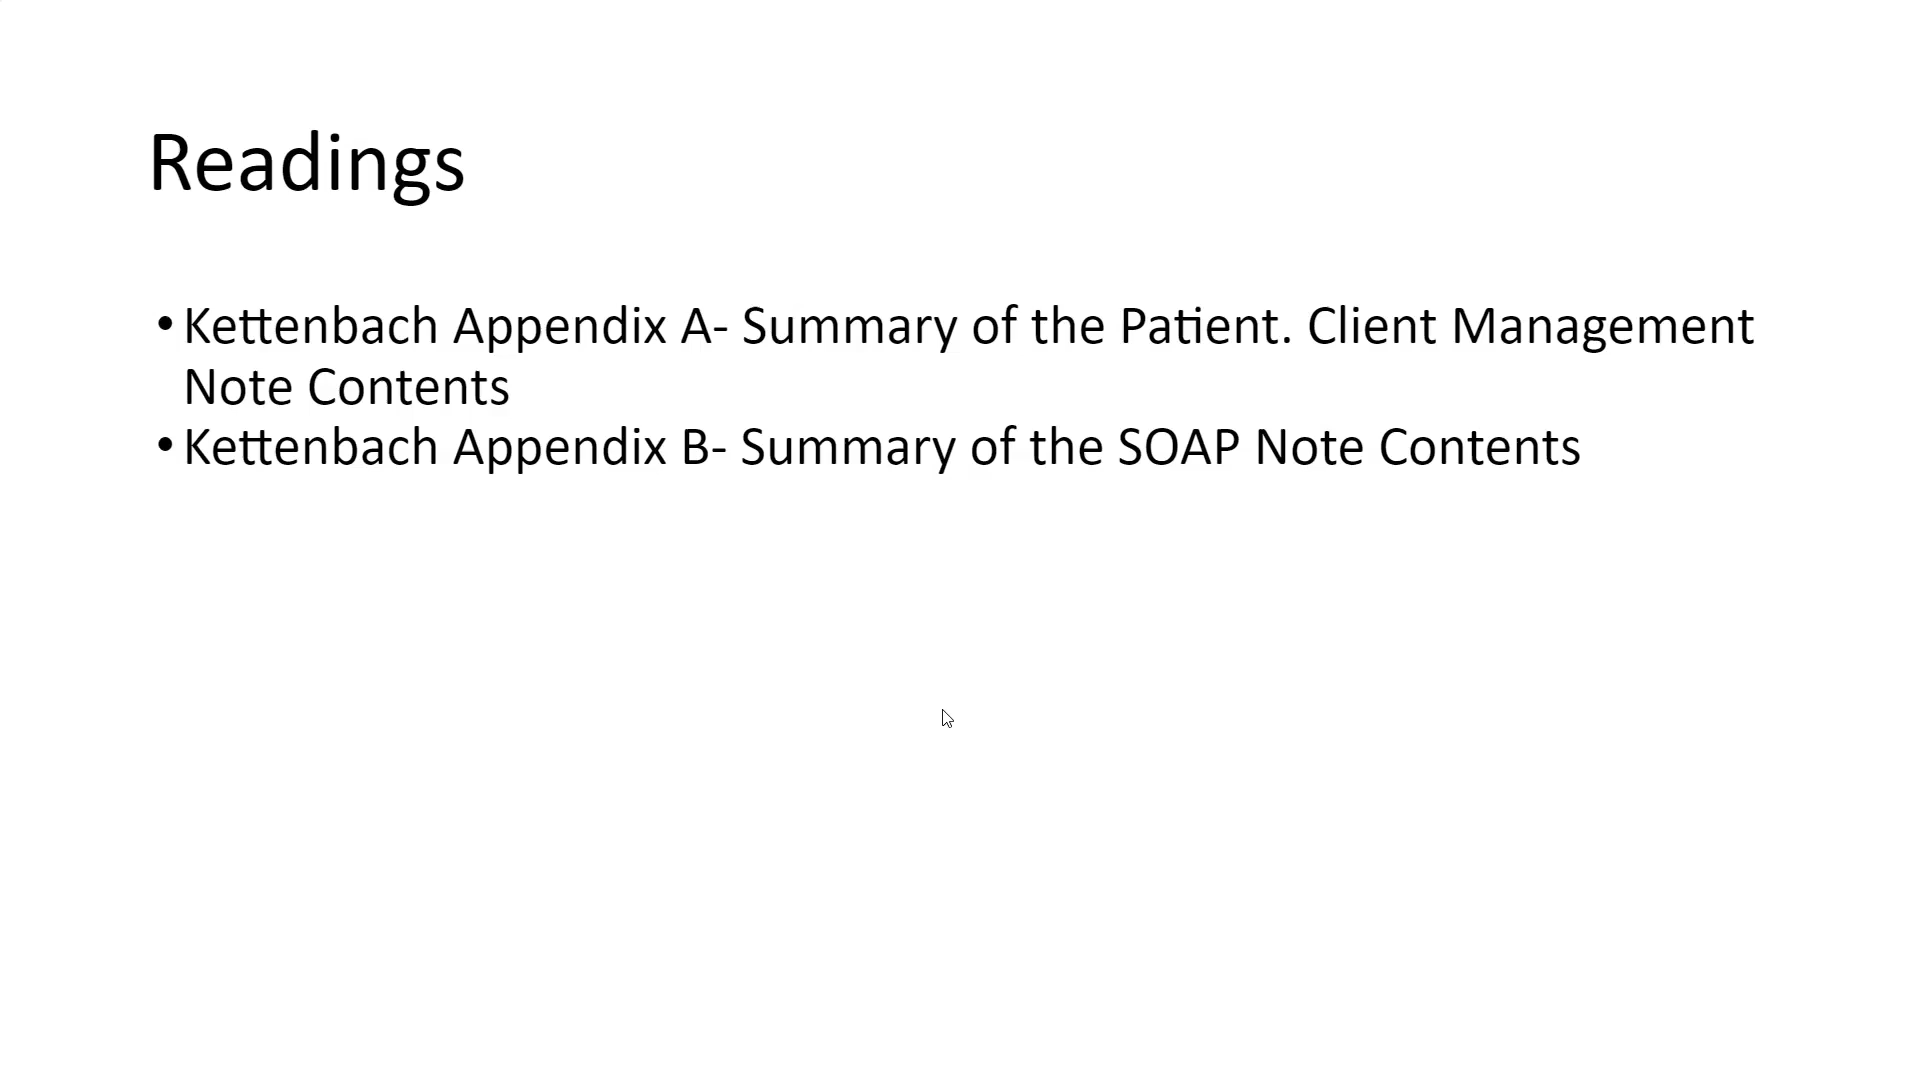 Readings
• Kettenbach Appendix A- Summary of the Patient. Client Management
Note Contents
• Kettenbach Appendix B- Summary of the SOAP Note Contents